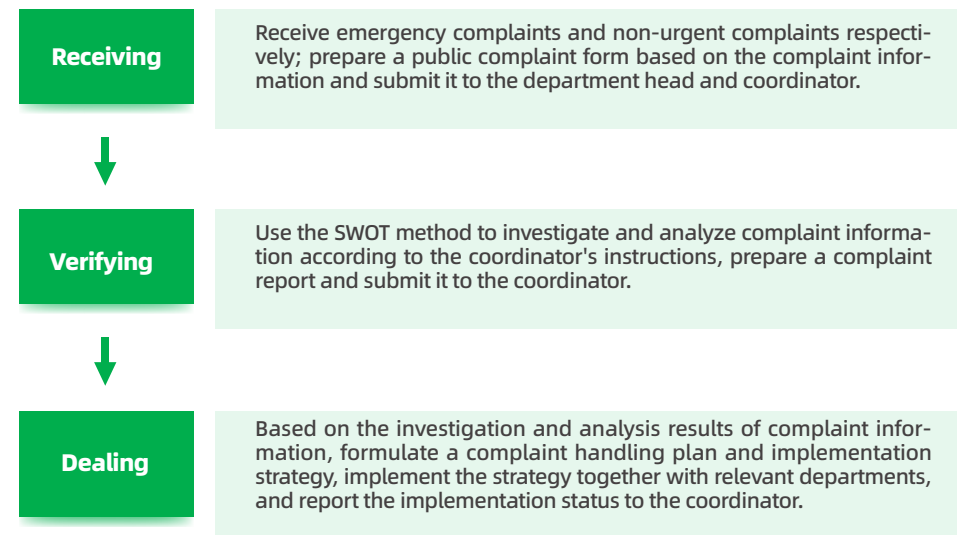 Receiving
Receive emergency complaints and non-urgent complaints respecti-
vely; prepare a public complaint form based on the complaint infor-
mation and submit it to the department head and coordinator.
Verifying
Use the SWOT method to investigate and analyze complaint informa-
tion according to the coordinator's instructions, prepare a complaint
report and submit it to the coordinator.
Dealing
Based on the investigation and analysis results of complaint infor-
mation, formulate a complaint handling plan and implementation
strategy, implement the strategy together with relevant departments,
and report the implementation status to the coordinator.